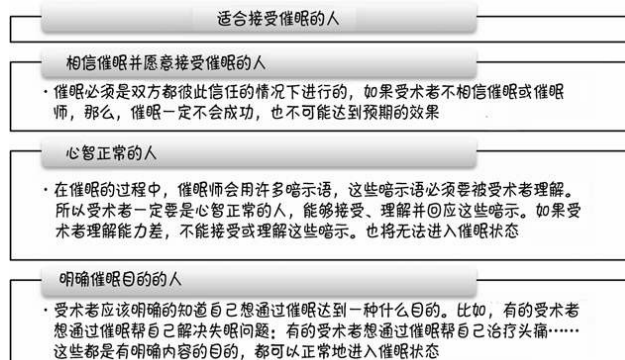 适合接受催眠的人
相信催眠并愿意接受催眠的人
·催眠必须是双方都彼此信任的情况下进行的，如果受术者不相信催眠或催眠
师，那么，催眠一定不会成功，也不可能达到预期的效果
心智正常的人
·在催眠的过程中，催眠师会用许多暗示语，这些暗示语必须要被受术者理解。
所以受术者一定要是心智正常的人，能够接受、理解并回应这些暗示。如果受
术者理解能力差，不能接受或理解这些暗示。也将无法进入催眠状态
明确催眠目的的人
·受术者应该明确的知道自己想通过催眠达到一种什么目的。比如，有的受术者
想通过催眠帮自己解决失眠问题；有的受术者想通过催眠帮自己治疗头痛……
这些都是有明确内容的目的，都可以正常地进入催眠状态